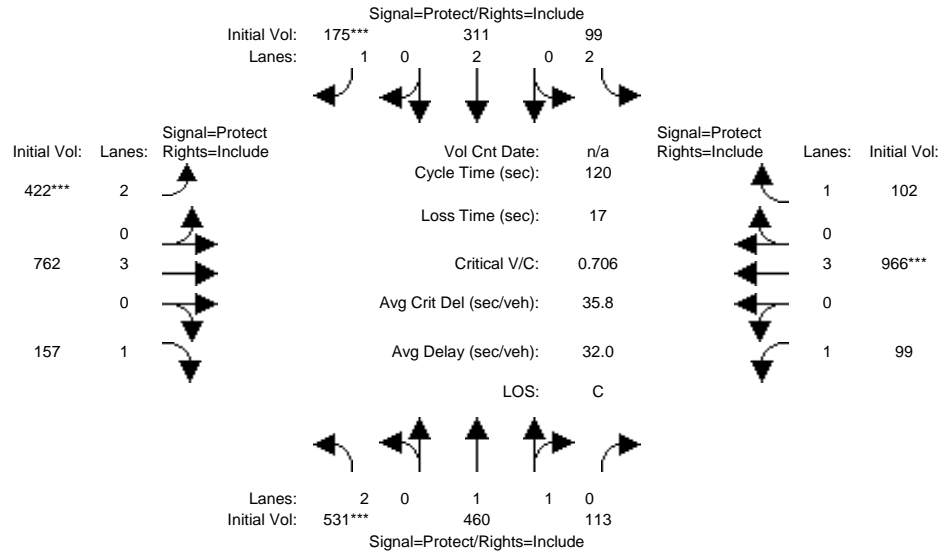 Signal=Protect/Rights=Include
Initial Vol: 175*** 311 99
Lanes: 1 0 2 0 2
Signal=Protect
Initial Vol: Lanes: Rights=Include
Vol Cnt Date: n/a
Signal=Protect
Rights=Include Lanes: Initial Vol:
Cycle Time (sec): 120
422*** 2
1 102
Loss Time (sec): 17
0
0
762 3
Critical V/C: 0.706
3 966***
0
Avg Crit Del (sec/veh): 35.8
0
157 1
Avg Delay (sec/veh): 32.0
1 99
LOS: C
Lanes: 2 0 1 1 0
Initial Vol: 531*** 460 113
Signal=Protect/Rights=Include